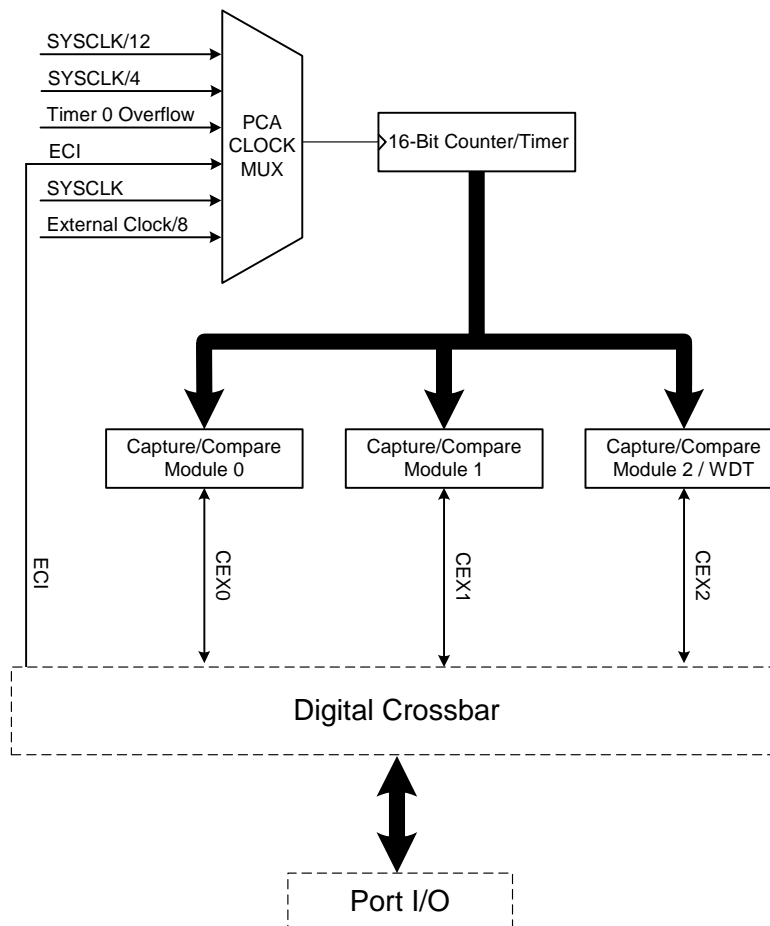 SYSCLK/12
SYSCLK/4
Timer 0 Overflow
ECI
SYSCLK
External Clock/8
PCA
CLOCK
MUX
16-Bit Counter/Timer
Capture/Compare
Module 0
Capture/Compare
Module 1
Capture/Compare
Module 2 / WDT
ECI
CEX0
CEX1
CEX2
Digital Crossbar
Port I/O